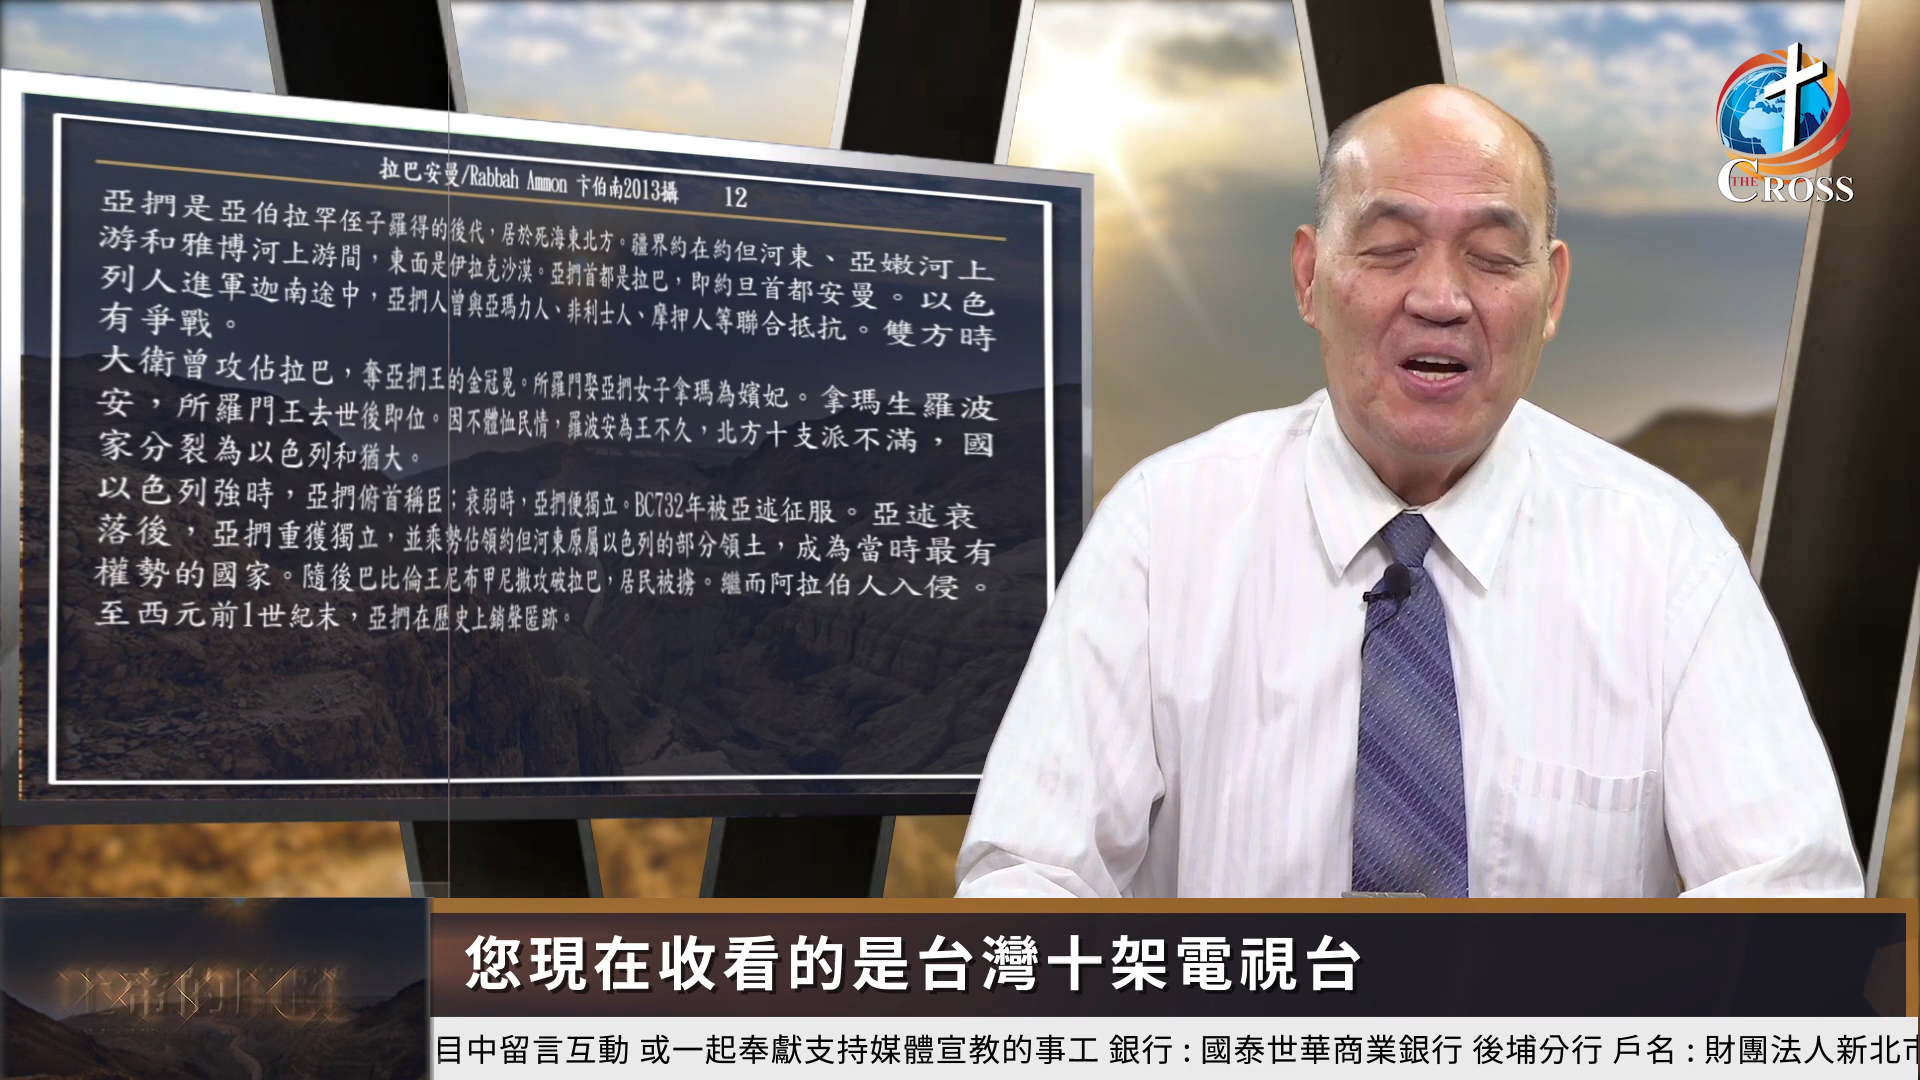 拉巴安曼/Rabbah Ammon 卞伯南2013攝 12
亞捫是亞伯拉罕侄子羅得的後代，居於死海東北方。疆界約在約但河東、亞嫩河上
游和雅博河上游間，東面是伊拉克沙漠。亞捫首都是拉巴，即約旦首都安曼。以色
列人進軍迦南途中，亞捫人曾與亞瑪力人、非利士人、摩押人等聯合抵抗。雙方時
有爭戰。
大衛曾攻佔拉巴，奪亞捫王的金冠冕。所羅門娶亞捫女子拿瑪為嬪妃。拿瑪生羅波
安，所羅門王去世後即位。因不體恤民情，羅波安為王不久，北方十支派不滿，國
家分裂為以色列和猶大。
以色列強時，亞捫俯首稱臣；衰弱時，亞捫便獨立。BC732年被亞述征服。亞述衰
落後，亞捫重獲獨立，並乘勢佔領約但河東原屬以色列的部分領土，成為當時最有
權勢的國家。隨後巴比倫王尼布甲尼撒攻破拉巴，居民被擄。繼而阿拉伯人入侵。
至西元前1世紀末，亞捫在歷史上銷聲匿跡。
THE CROSS
您現在收看的是台灣十架電視台
目中留言互動 或一起奉獻支持媒體宣教的事工 銀行 : 國泰世華商業銀行 後埔分行 戶名 : 財團法人新北市